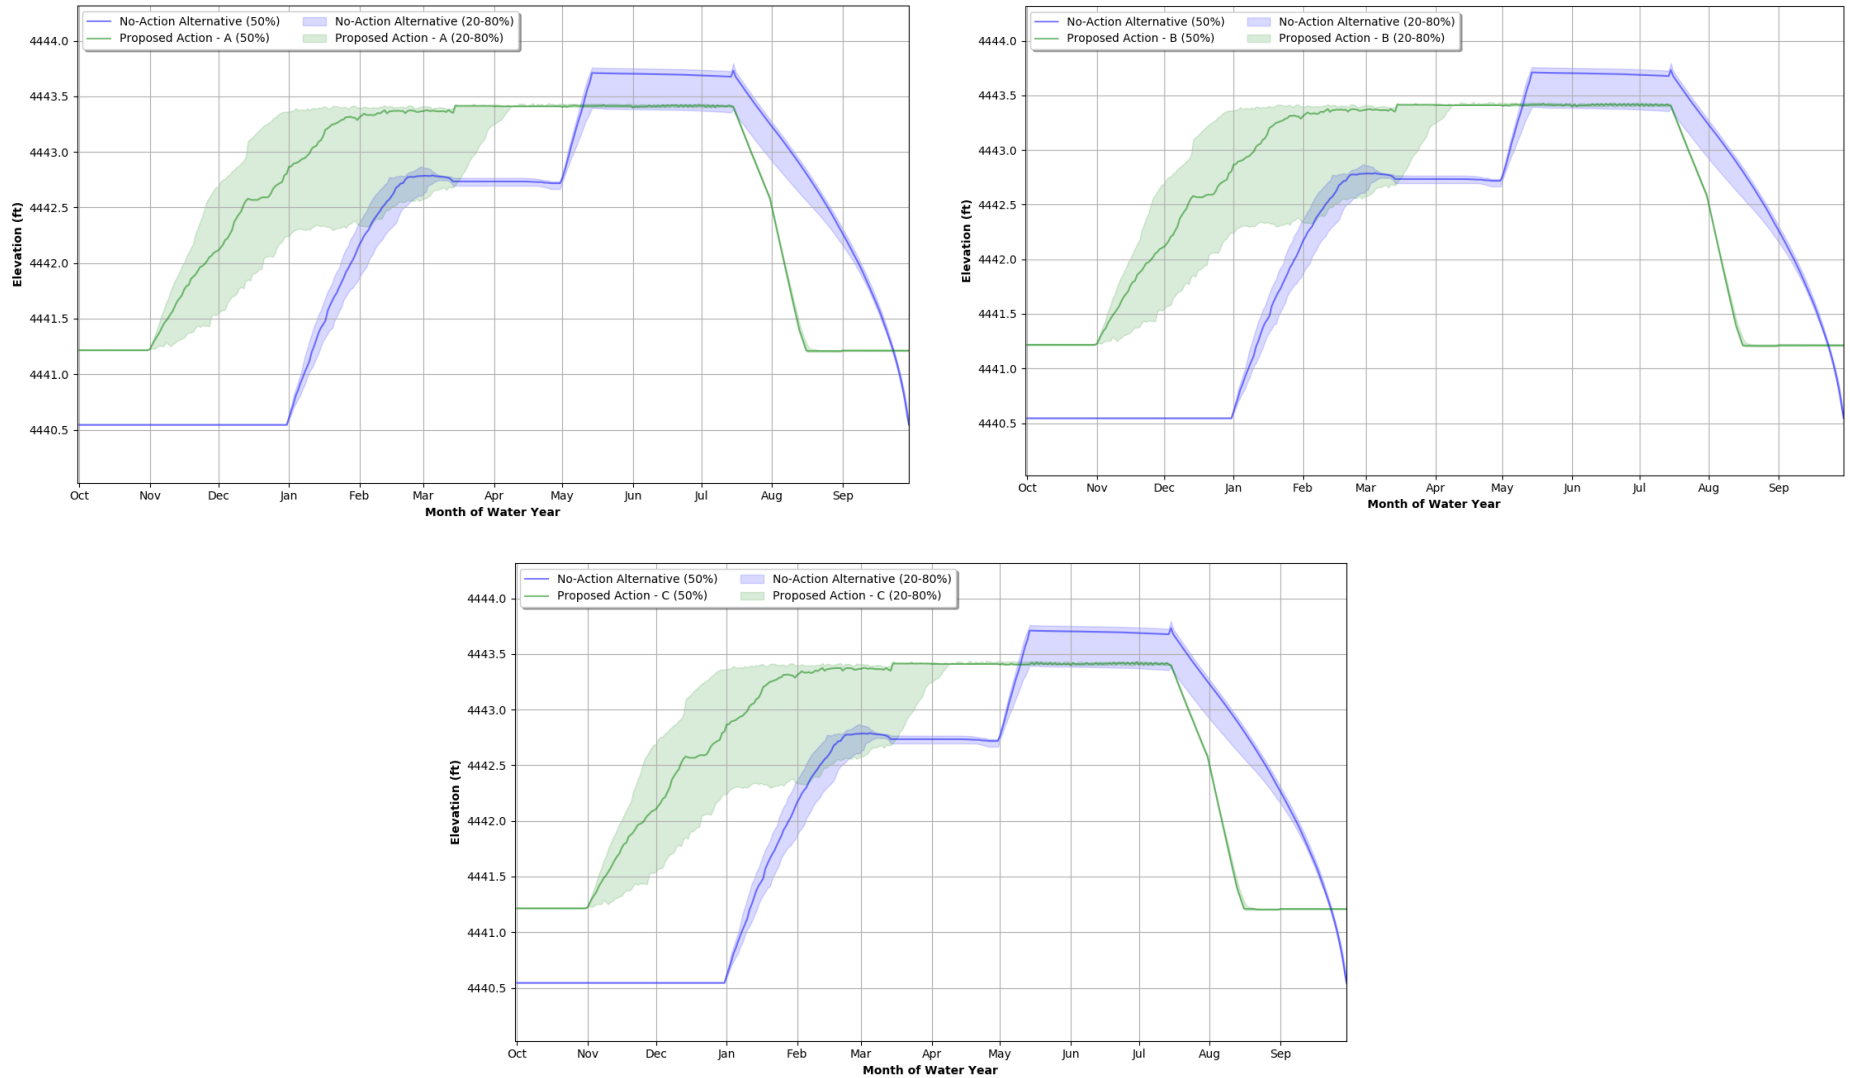 No-Action Alternative (50%) No-Action Alternative (20-80%)
Proposed Action - A (50%) Proposed Action - A (20-80%)
4444.0
4443.5
4443.0
4442.5
4442.0
4441.5
4441.0
4440.5
Elevation (ft)
Oct Nov Dec Jan Feb Mar Apr May Jun Jul Aug Sep
Month of Water Year
No-Action Alternative (50%) No-Action Alternative (20-80%)
Proposed Action - B (50%) Proposed Action - B (20-80%)
4444.0
4443.5
4443.0
4442.5
4442.0
4441.5
4441.0
4440.5
Elevation (ft)
Oct Nov Dec Jan Feb Mar Apr May Jun Jul Aug Sep
Month of Water Year
No-Action Alternative (50%) No-Action Alternative (20-80%)
Proposed Action - C (50%) Proposed Action - C (20-80%)
4444.0
4443.5
4443.0
4442.5
4442.0
4441.5
4441.0
4440.5
Elevation (ft)
Oct Nov Dec Jan Feb Mar Apr May Jun Jul Aug Sep
Month of Water Year